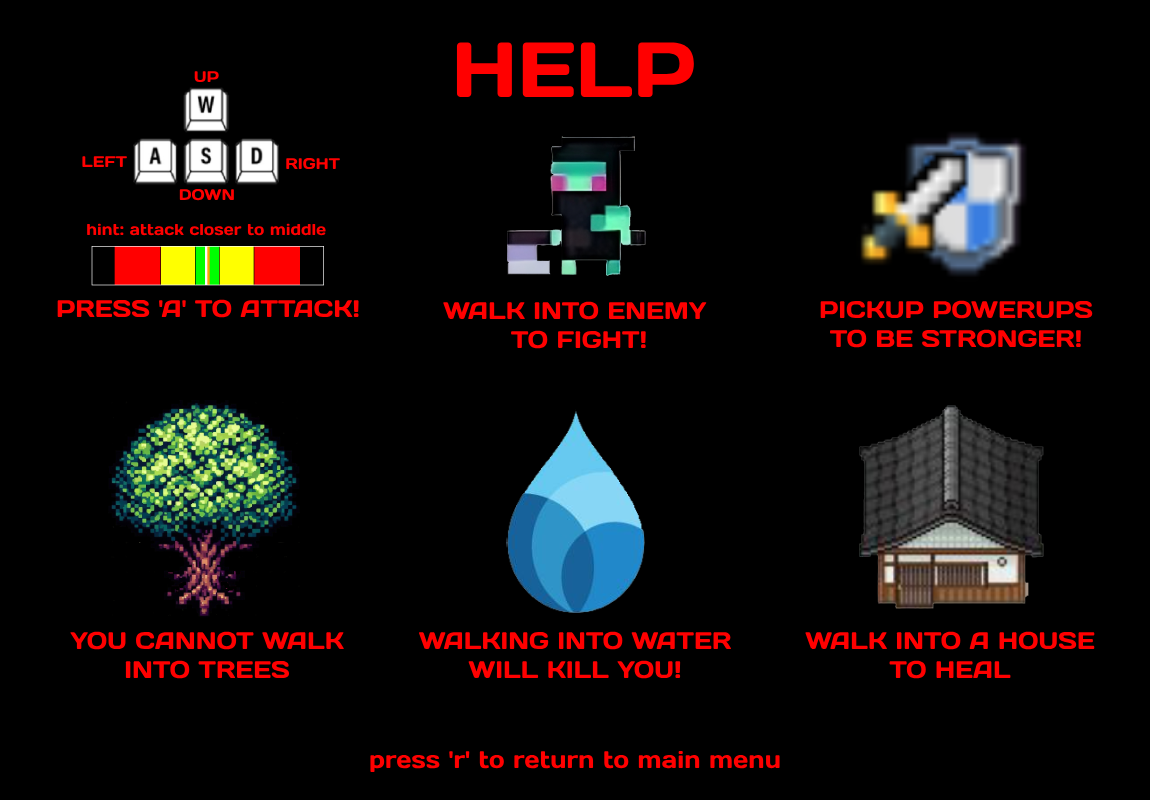 HELP
UP
W
LEFT A S D RIGHT
DOWN
hint: attack closer to middle
PRESS 'A' TO ATTACK!
WALK INTO ENEMY
TO FIGHT!
PICKUP POWERUPS
TO BE STRONGER!
YOU CANNOT WALK
INTO TREES
WALKING INTO WATER
WILL KILL YOU!
WALK INTO A HOUSE
TO HEAL
press 'r' to return to main menu